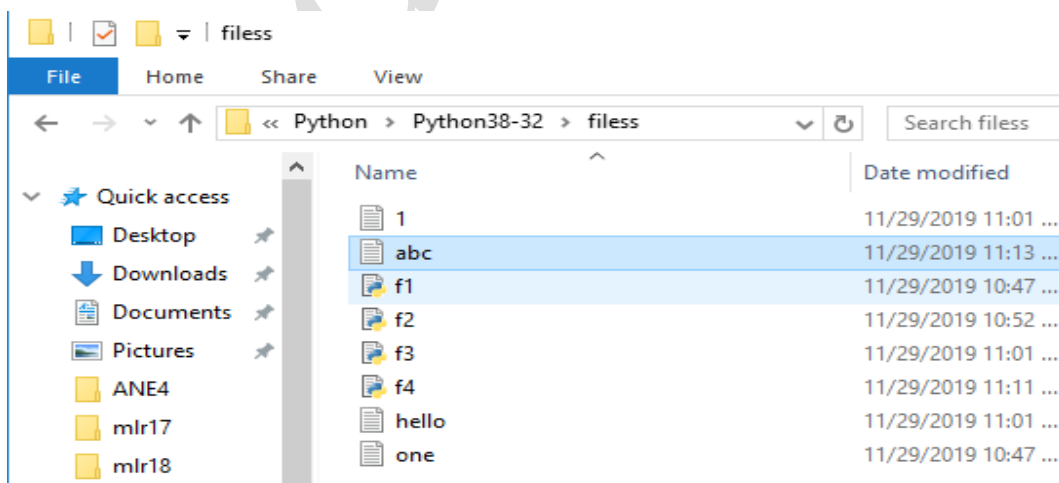 filess
File Home Share View
« Python > Python38-32 > filess Search filess
Name Date modified
Quick access
1 11/29/2019 11:01 ...
Desktop
abc 11/29/2019 11:13 ...
Downloads
f1 11/29/2019 10:47 ...
Documents
f2 11/29/2019 10:52 ...
Pictures
f3 11/29/2019 11:01 ...
ANE4
f4 11/29/2019 11:11 ...
mlr17
hello 11/29/2019 11:01 ...
mlr18
one 11/29/2019 10:47 ...